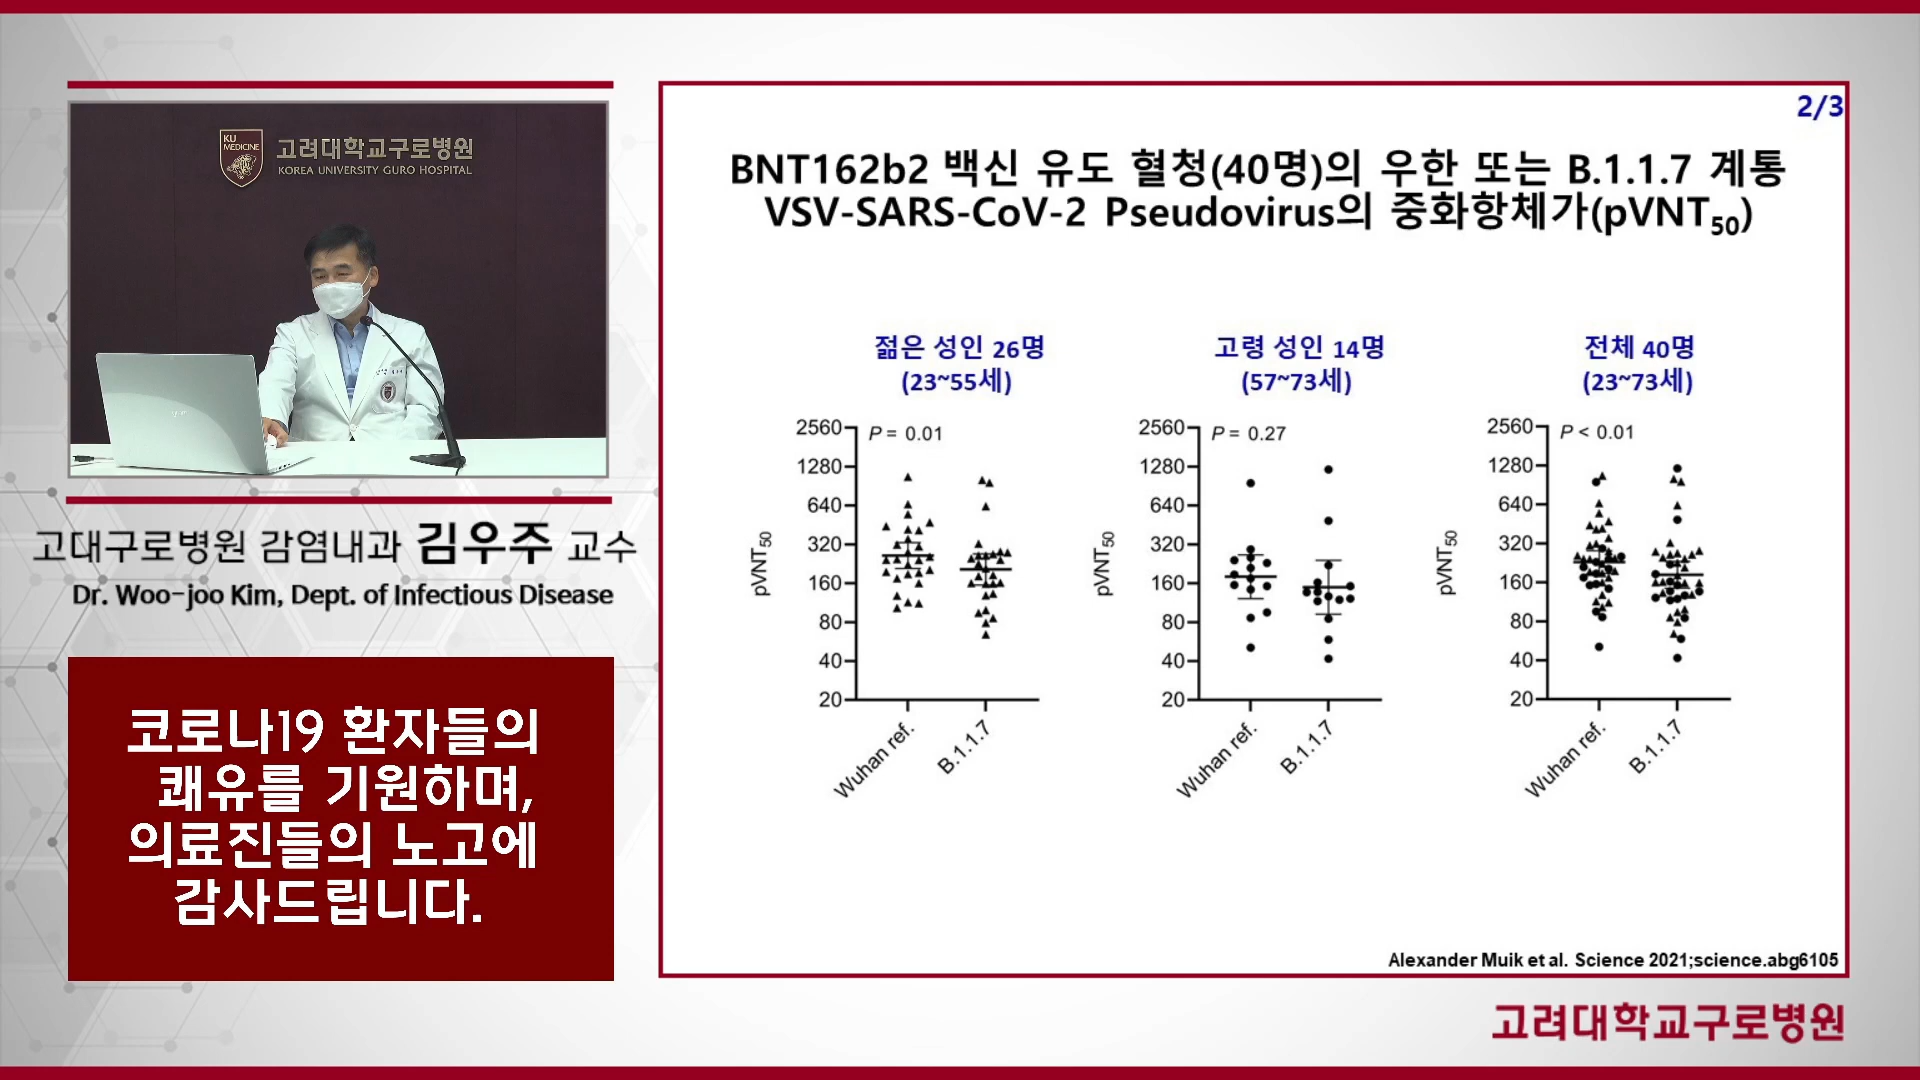 KU
MEDICINE
고려대학교구로병원
KOREA UNIVERSITY GURO HOSPITAL
고대구로병원 감염내과 김우주 교수
Dr. Woo-joo Kim, Dept. of Infectious Disease
코로나19 환자들의
쾌유를 기원하며,
의료진들의 노고에
감사드립니다.
2/3
BNT162b2 백신 유도 혈청(40명)의 우한 또는 B.1.1.7 계통
VSV-SARS-CoV-2 Pseudovirus의 중화항체가(pVNT50)
젊은 성인 26명
(23~55세)
P = 0.01
2560
1280
640
320
160
80
40
20
pVNT50
Wuhan ref.
B.1.1.7
고령 성인 14명
(57~73세)
P = 0.27
2560
1280
640
320
160
80
40
20
pVNT50
Wuhan ref.
B.1.1.7
전체 40명
(23~73세)
P < 0.01
2560
1280
640
320
160
80
40
20
pVNT50
Wuhan ref.
B.1.1.7
Alexander Muik et al. Science 2021;science.abg6105
고려대학교구로병원